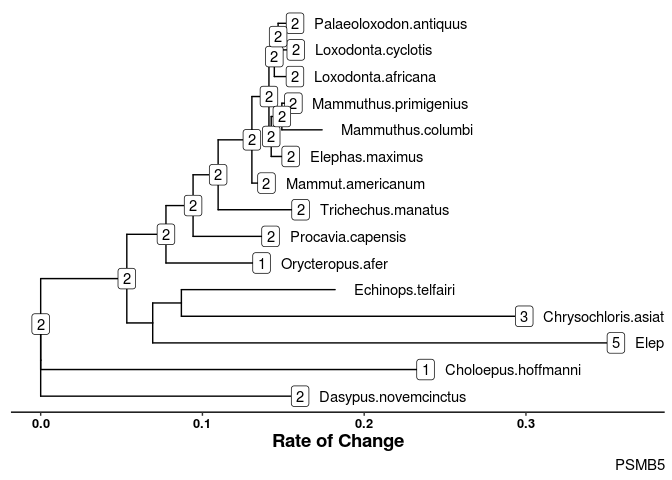 2 Palaeoloxodon.antiquus
2
2 Loxodonta.cyclotis
2
2 Loxodonta.africana
2
2 Mammuthus.primigenius
2
Mammuthus.columbi
2 2
2 Elephas.maximus
2 Mammut.americanum
2
2 2 Trichechus.manatus
2 2 Procavia.capensis
1 Orycteropus.afer
2
Echinops.telfairi
2 3 Chrysochloris.asiat
5 Elep
1 Choloepus.hoffmanni
2 Dasypus.novemcinctus
0.0 0.1 0.2 0.3
Rate of Change
PSMB5